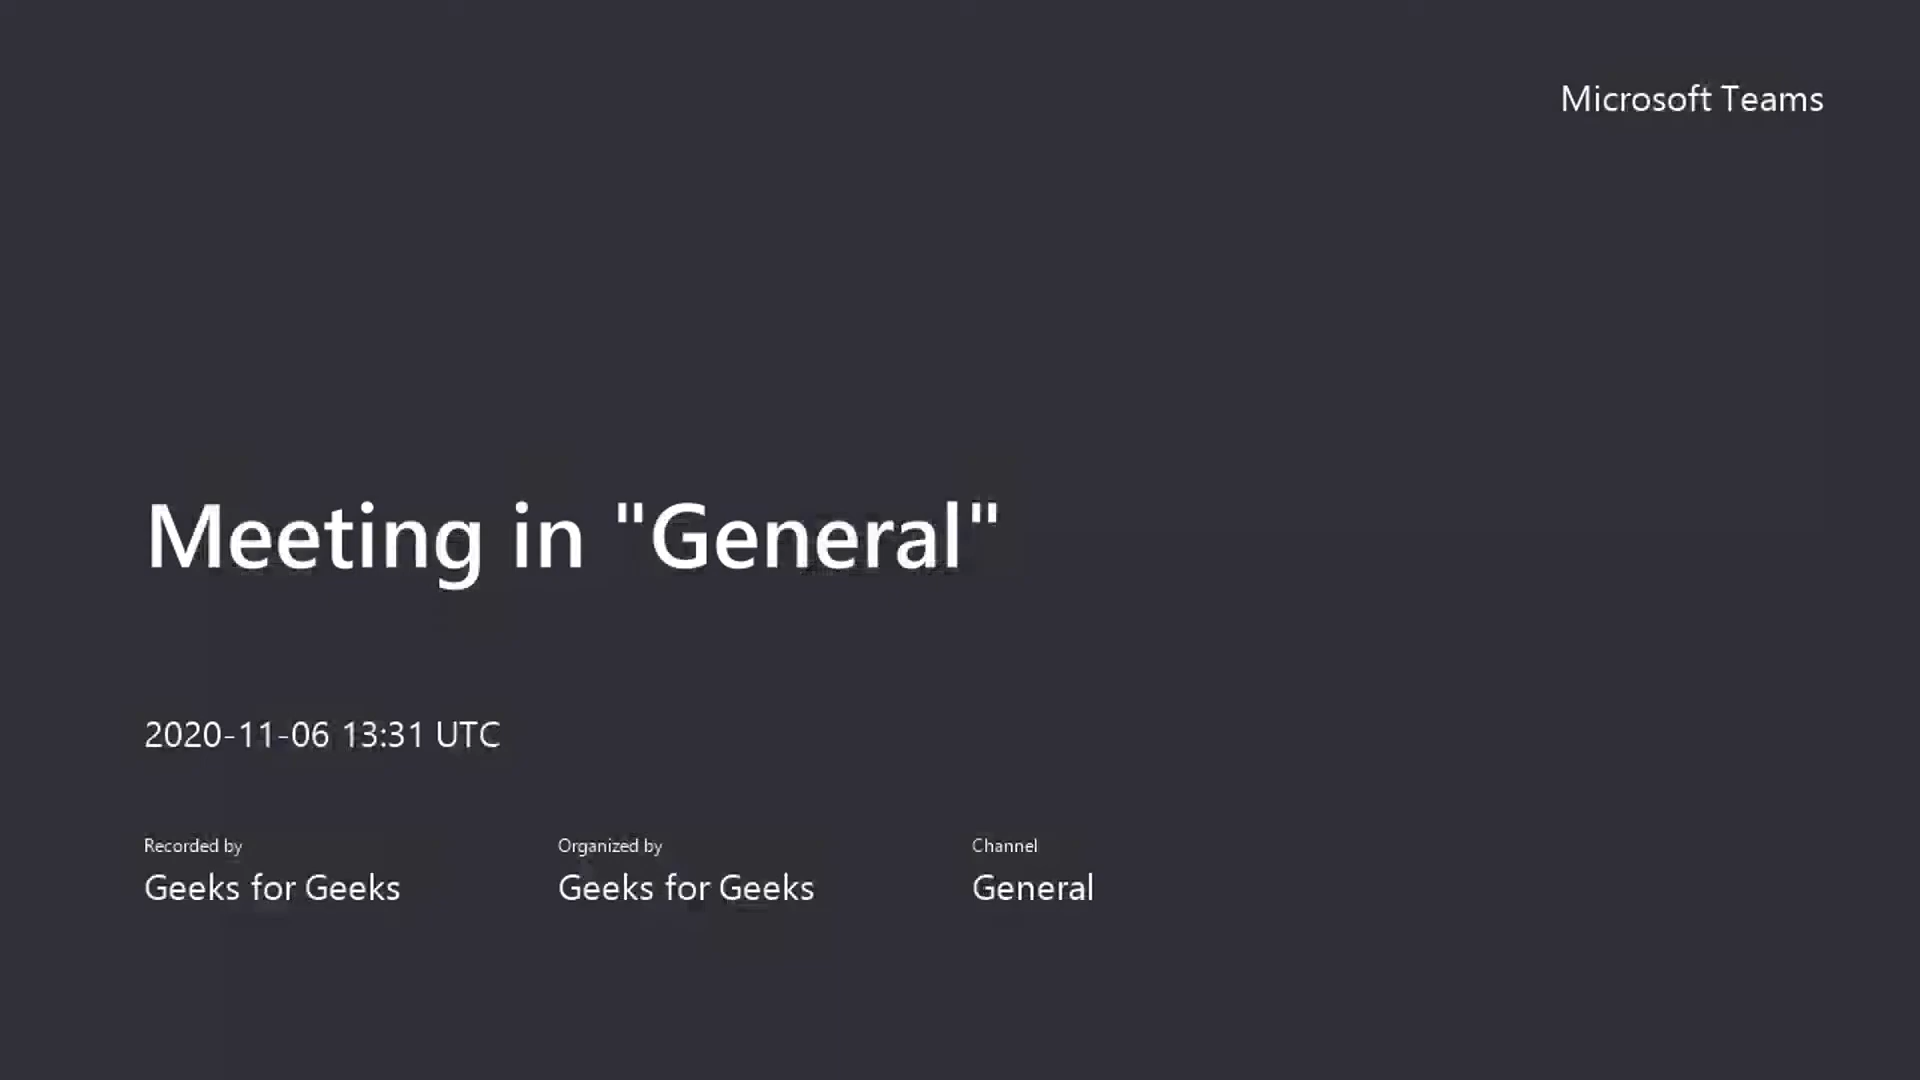 Microsoft Teams
Meeting in "General"
2020-11-06 13:31 UTC
Recorded by
Geeks for Geeks
Organized by
Geeks for Geeks
Channel
General